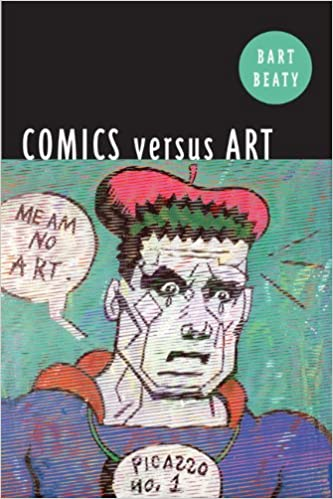 BART
BEATY
COMICS versus ART
ME AM
NO
ART.
PICAZZO
NO. 1